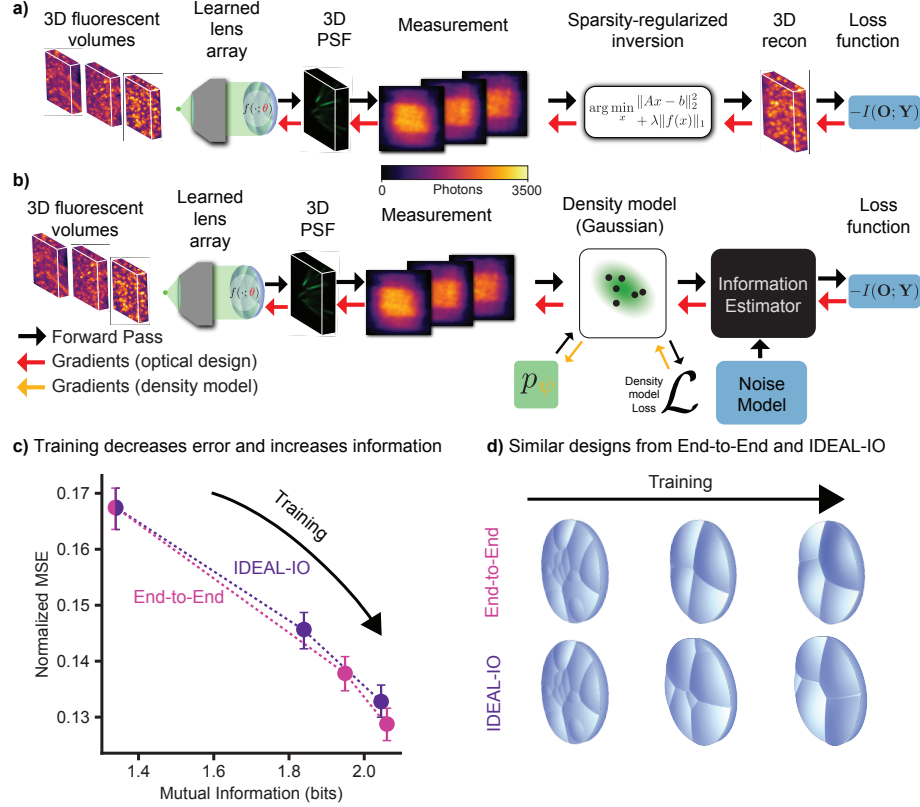 a)
3D fluorescent
volumes
Learned
lens
array
3D
PSF
Measurement
Sparsity-regularized
inversion
3D
recon
Loss
function
f(·;θ)
arg min x ‖Ax − b‖₂²
+ λ‖f(x)‖₁
−I(O; Y)
0 Photons 3500
b)
3D fluorescent
volumes
Learned
lens
array
3D
PSF
Measurement
Density model
(Gaussian)
Loss
function
f(·;θ)
Information
Estimator
−I(O; Y)
Forward Pass
Gradients (optical design)
Gradients (density model)
pψ
Density
model
Loss
ℒ
Noise
Model
c) Training decreases error and increases information
0.17
0.16
0.15
0.14
0.13
Normalized MSE
Training
IDEAL-IO
End-to-End
1.4 1.6 1.8 2.0
Mutual Information (bits)
d) Similar designs from End-to-End and IDEAL-IO
Training
End-to-End
IDEAL-IO